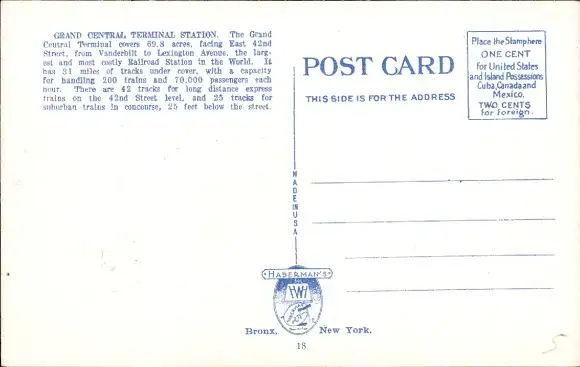 GRAND CENTRAL TERMINAL STATION. The Grand
Central Terminal covers 69.8 acres, facing East 42nd
Street, from Vanderbilt to Lexington Avenue, the larg-
est and most costly Railroad Station in the World. It
has 31 miles of tracks under cover, with a capacity
for handling 200 trains and 70,000 passengers each
hour. There are 42 tracks for long distance express
trains on the 42nd Street level, and 25 tracks for
suburban trains in concourse, 25 feet below the street.
POST CARD
THIS SIDE IS FOR THE ADDRESS
Place the Stamp here
ONE CENT
for United States
and Island Possessions
Cuba, Canada and
Mexico.
TWO CENTS
for Foreign.
MADE IN USA
HABERMAN'S
Bronx, New York.
18
5